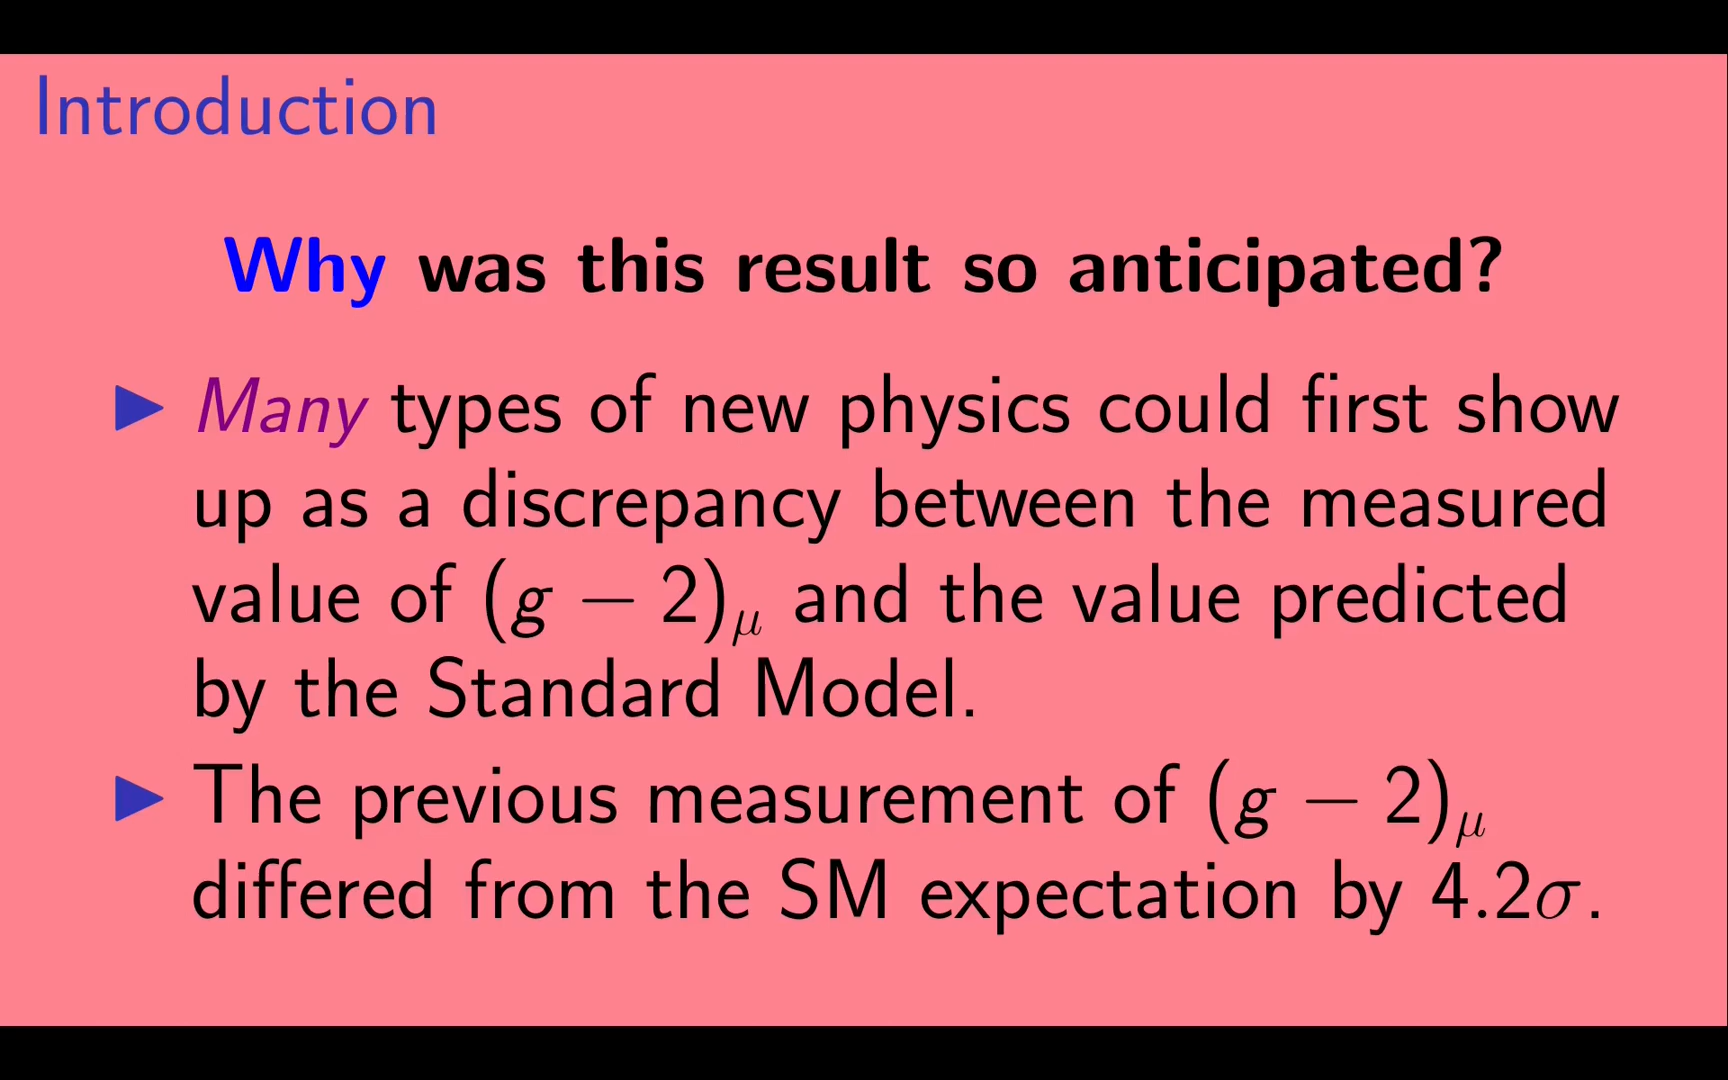 Introduction
Why was this result so anticipated?
▶ Many types of new physics could first show
up as a discrepancy between the measured
value of (g − 2)μ and the value predicted
by the Standard Model.
▶ The previous measurement of (g − 2)μ
differed from the SM expectation by 4.2σ.